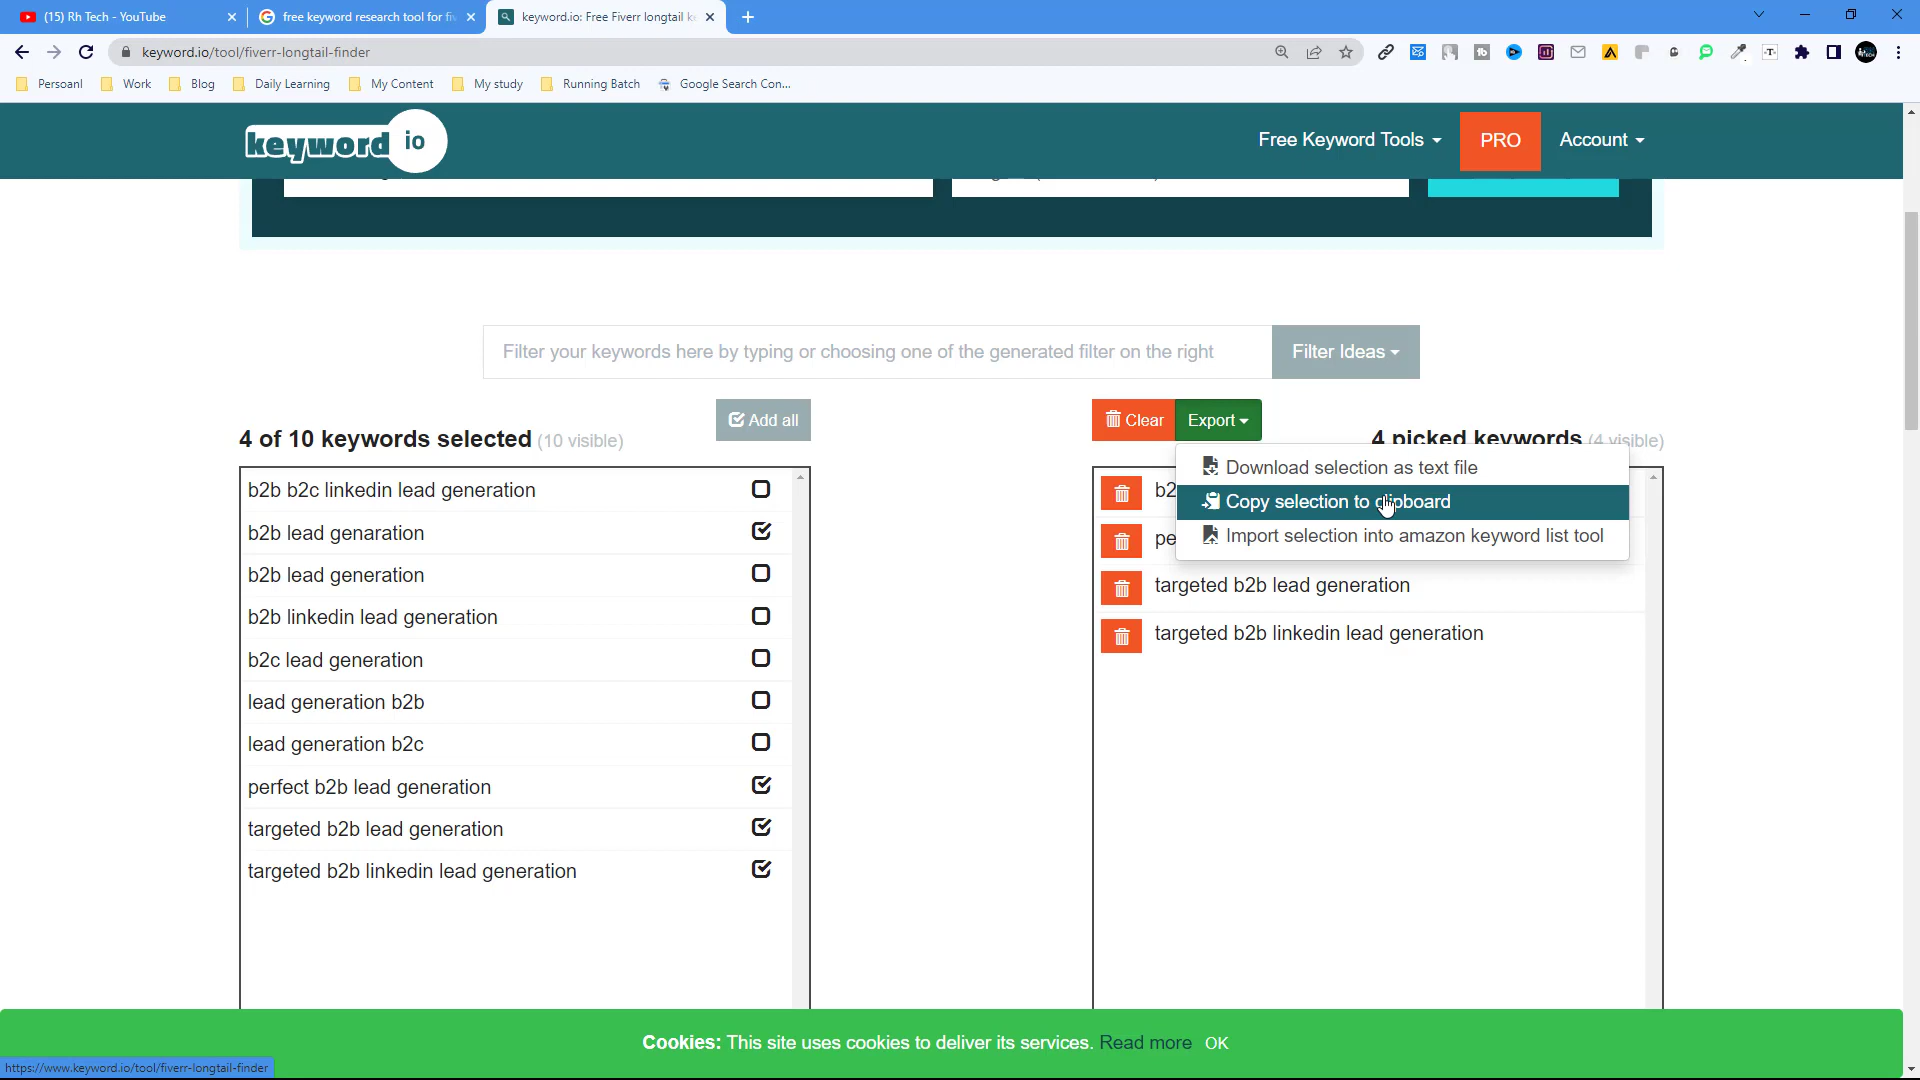 (15) Rh Tech - YouTube
free keyword research tool for fi
keyword.io: Free Fiverr longtail k
keyword.io/tool/fiverr-longtail-finder
Persoanl
Work
Blog
Daily Learning
My Content
My study
Running Batch
Google Search Con...
keyword io
Free Keyword Tools
PRO
Account
Filter your keywords here by typing or choosing one of the generated filter on the right
Filter Ideas
4 of 10 keywords selected (10 visible)
Add all
Clear
Export
4 picked keywords (4 visible)
Download selection as text file
Copy selection to clipboard
Import selection into amazon keyword list tool
b2b b2c linkedin lead generation
b2b lead genaration
b2b lead generation
b2b linkedin lead generation
b2c lead generation
lead generation b2b
lead generation b2c
perfect b2b lead generation
targeted b2b lead generation
targeted b2b linkedin lead generation
targeted b2b lead generation
targeted b2b linkedin lead generation
Cookies: This site uses cookies to deliver its services. Read more OK
https://www.keyword.io/tool/fiverr-longtail-finder